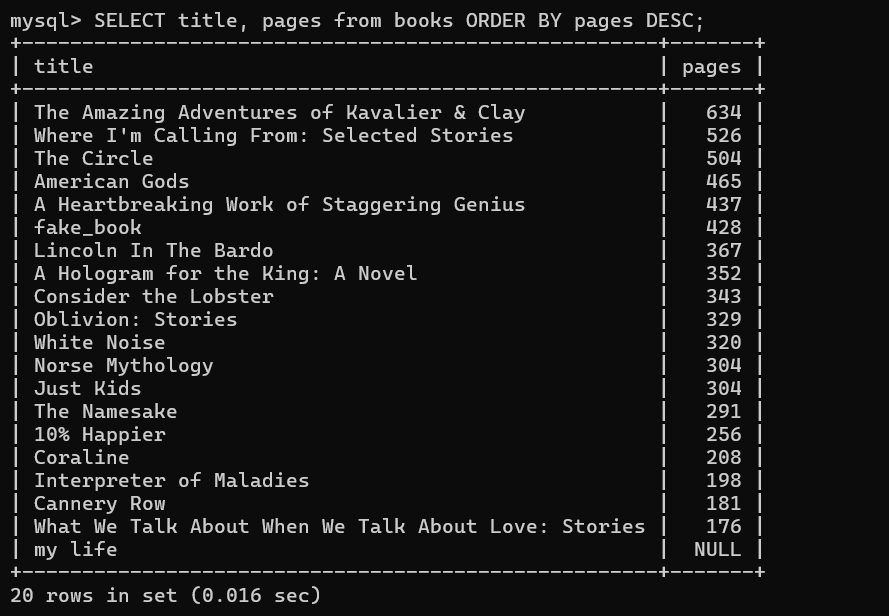 mysql> SELECT title, pages from books ORDER BY pages DESC;
+----------------------------------------------------+-------+
| title                                              | pages |
+----------------------------------------------------+-------+
| The Amazing Adventures of Kavalier & Clay          |   634 |
| Where I'm Calling From: Selected Stories           |   526 |
| The Circle                                         |   504 |
| American Gods                                      |   465 |
| A Heartbreaking Work of Staggering Genius          |   437 |
| fake_book                                          |   428 |
| Lincoln In The Bardo                               |   367 |
| A Hologram for the King: A Novel                   |   352 |
| Consider the Lobster                               |   343 |
| Oblivion: Stories                                  |   329 |
| White Noise                                        |   320 |
| Norse Mythology                                    |   304 |
| Just Kids                                          |   304 |
| The Namesake                                       |   291 |
| 10% Happier                                        |   256 |
| Coraline                                           |   208 |
| Interpreter of Maladies                            |   198 |
| Cannery Row                                        |   181 |
| What We Talk About When We Talk About Love: Stories |   176 |
| my life                                            |  NULL |
+----------------------------------------------------+-------+
20 rows in set (0.016 sec)